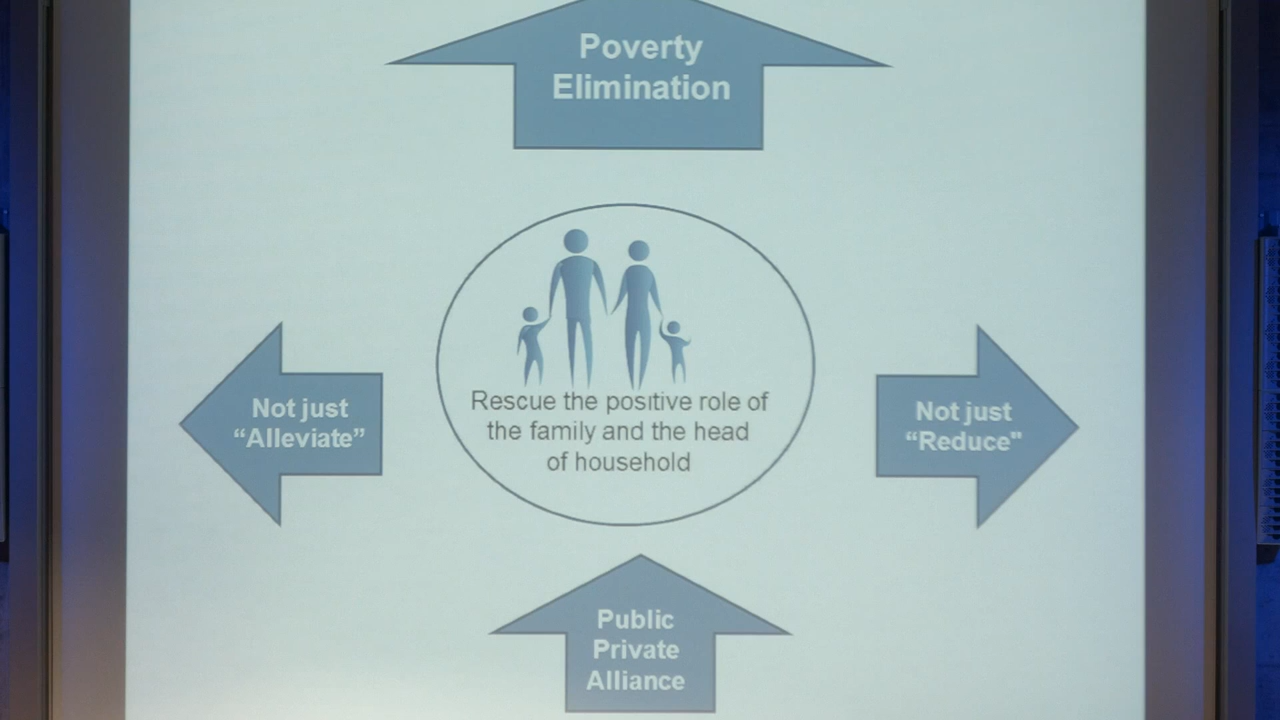 Poverty
Elimination
Rescue the positive role of
the family and the head
of household
Not just
“Alleviate”
Not just
“Reduce"
Public
Private
Alliance